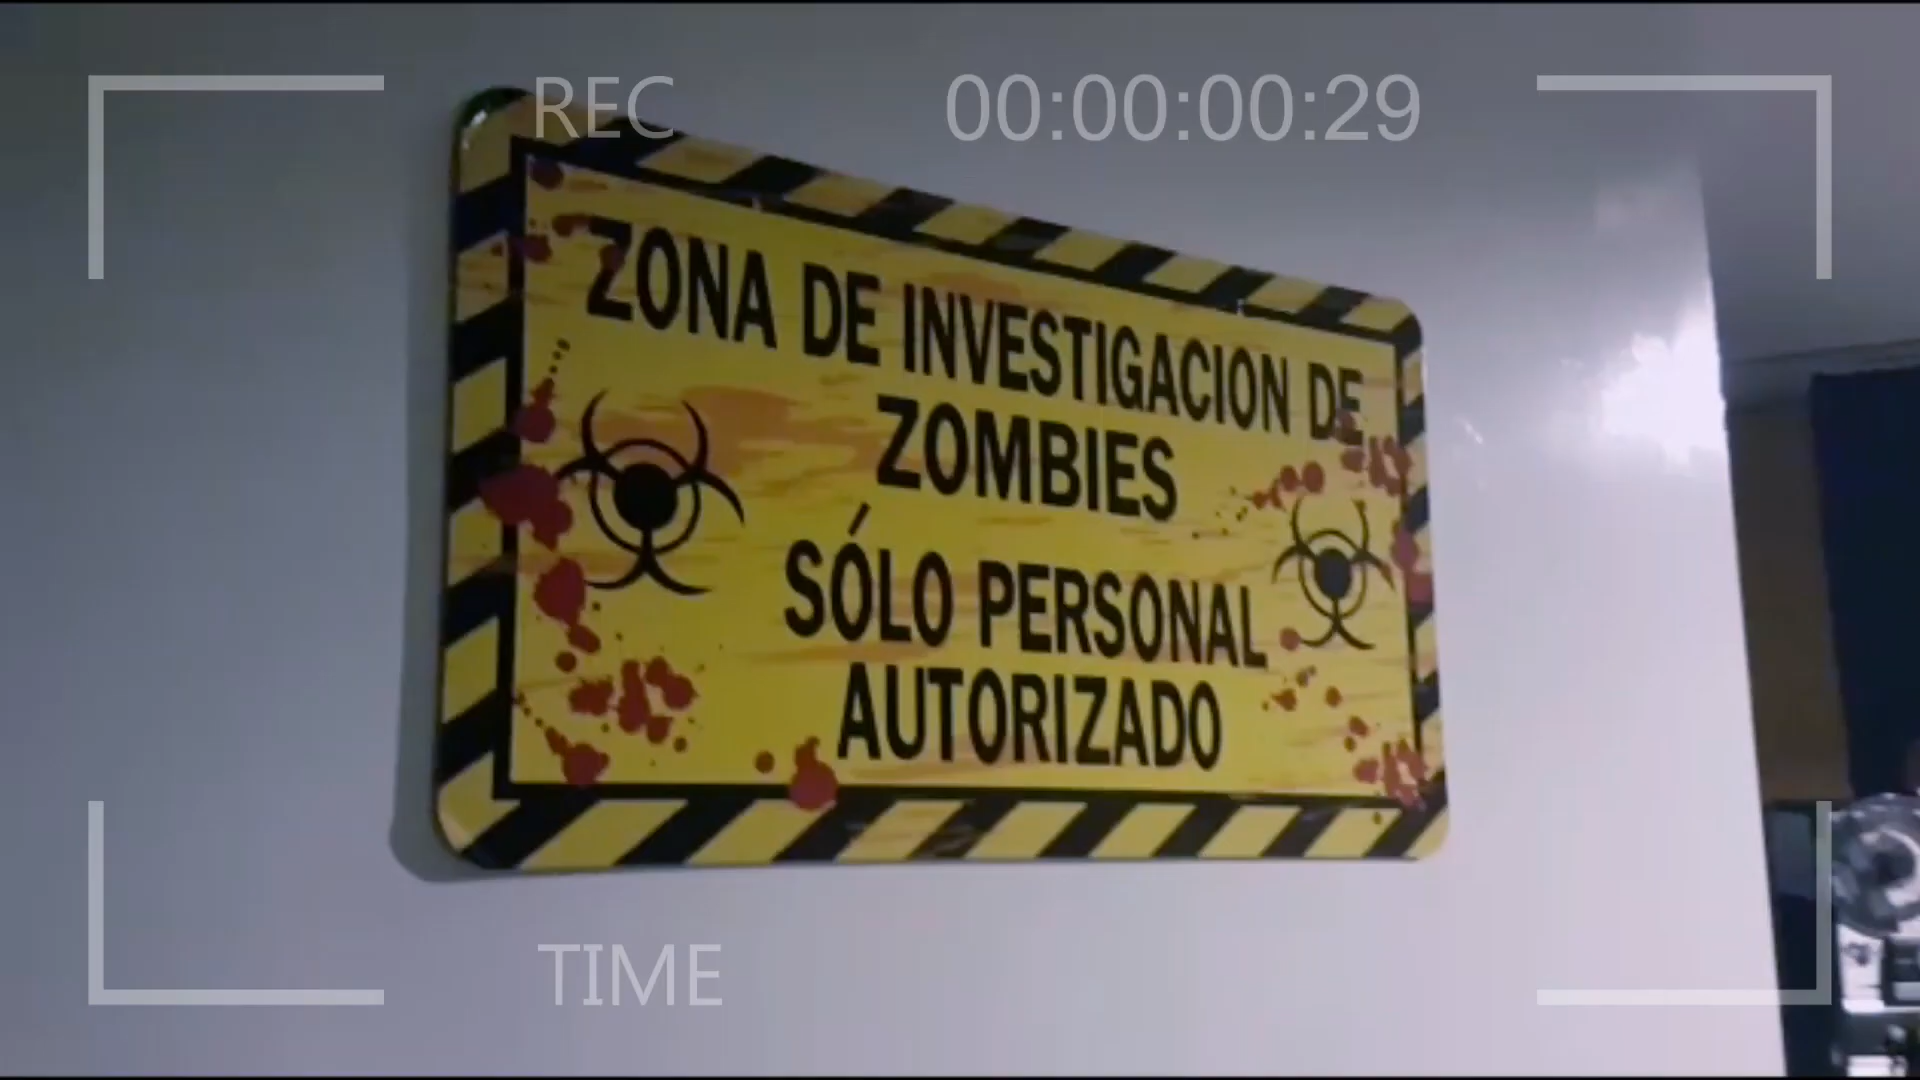 REC
00:00:00:29
ZONA DE INVESTIGACION DE
ZOMBIES
SÓLO PERSONAL
AUTORIZADO
TIME